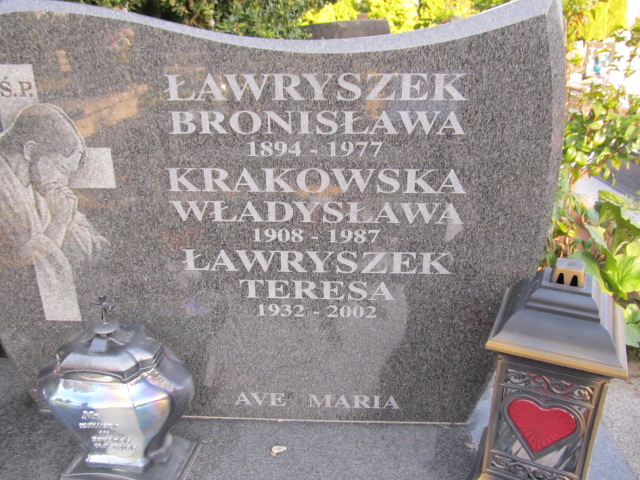 Ś.P.
ŁAWRYSZEK
BRONISŁAWA
1894 - 1977
KRAKOWSKA
WŁADYSŁAWA
1908 - 1987
ŁAWRYSZEK
TERESA
1932 - 2002
AVE MARIA